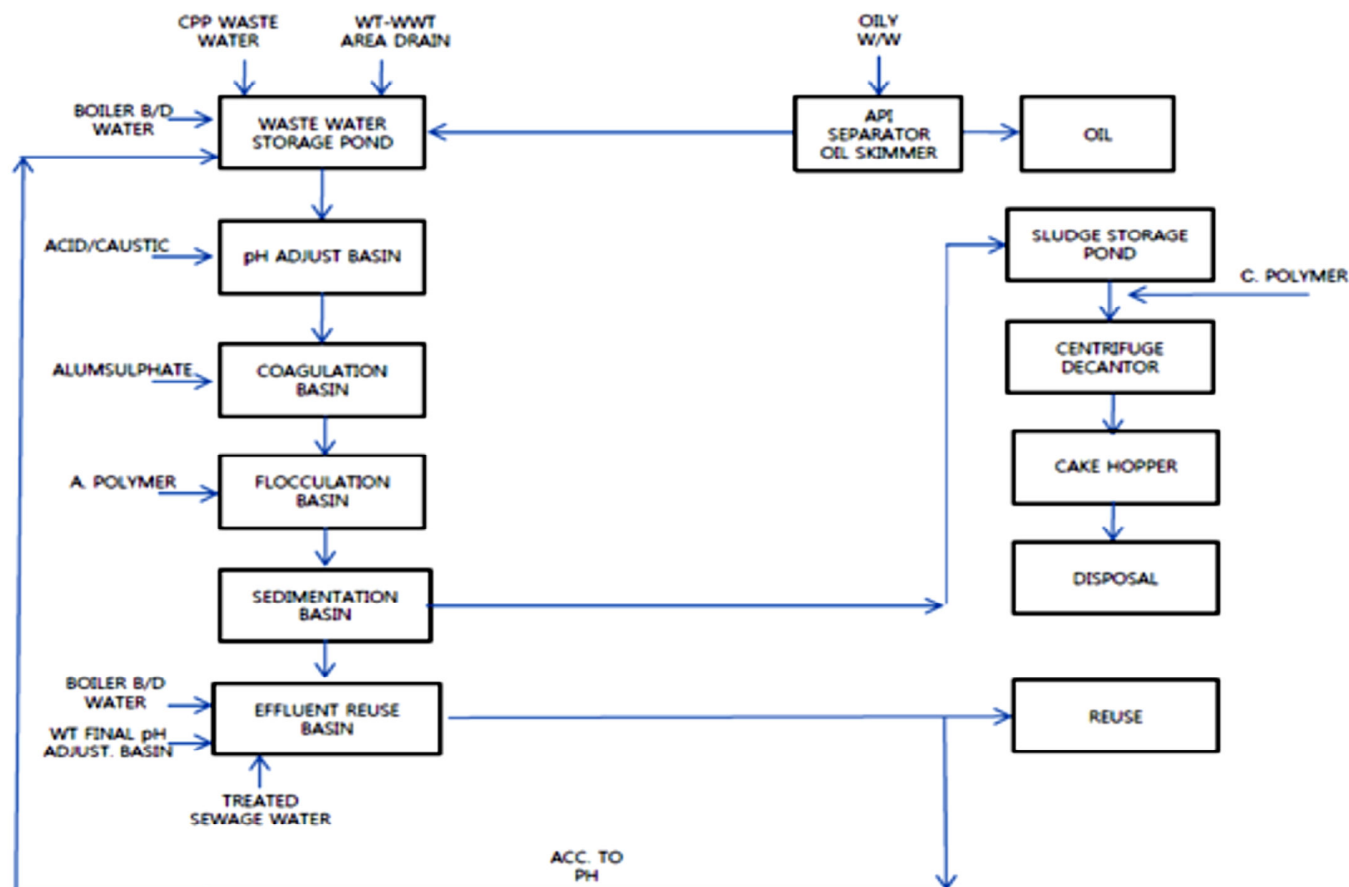 CPP WASTE
WATER
WT-WWT
AREA DRAIN
OILY
W/W
BOILER B/D
WATER
WASTE WATER
STORAGE POND
API
SEPARATOR
OIL SKIMMER
OIL
ACID/CAUSTIC
pH ADJUST BASIN
SLUDGE STORAGE
POND
C. POLYMER
ALUMSULPHATE
COAGULATION
BASIN
CENTRIFUGE
DECANTOR
A. POLYMER
FLOCCULATION
BASIN
CAKE HOPPER
SEDIMENTATION
BASIN
DISPOSAL
BOILER B/D
WATER
WT FINAL pH
ADJUST. BASIN
EFFLUENT REUSE
BASIN
REUSE
TREATED
SEWAGE WATER
ACC. TO
PH